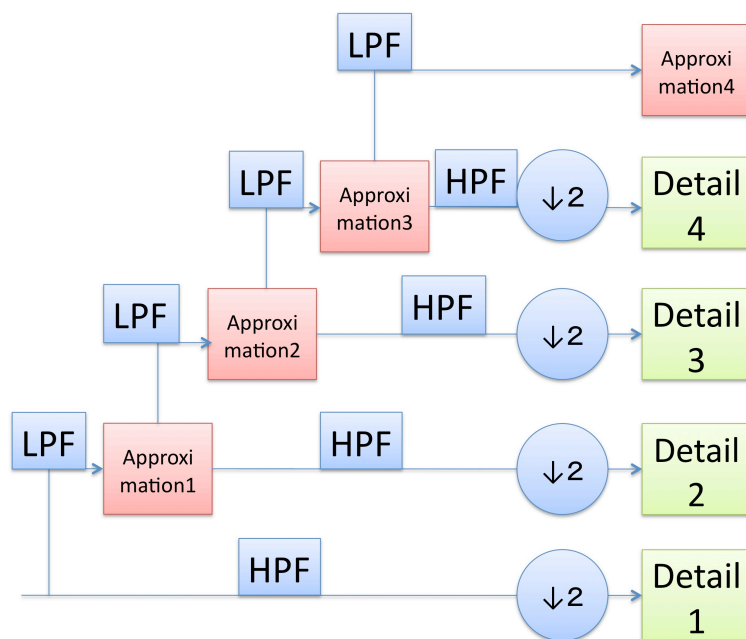 LPF
Approxi
mation4
LPF
Approxi
mation3
HPF
↓2
Detail
4
LPF
Approxi
mation2
HPF
↓2
Detail
3
LPF
Approxi
mation1
HPF
↓2
Detail
2
HPF
↓2
Detail
1